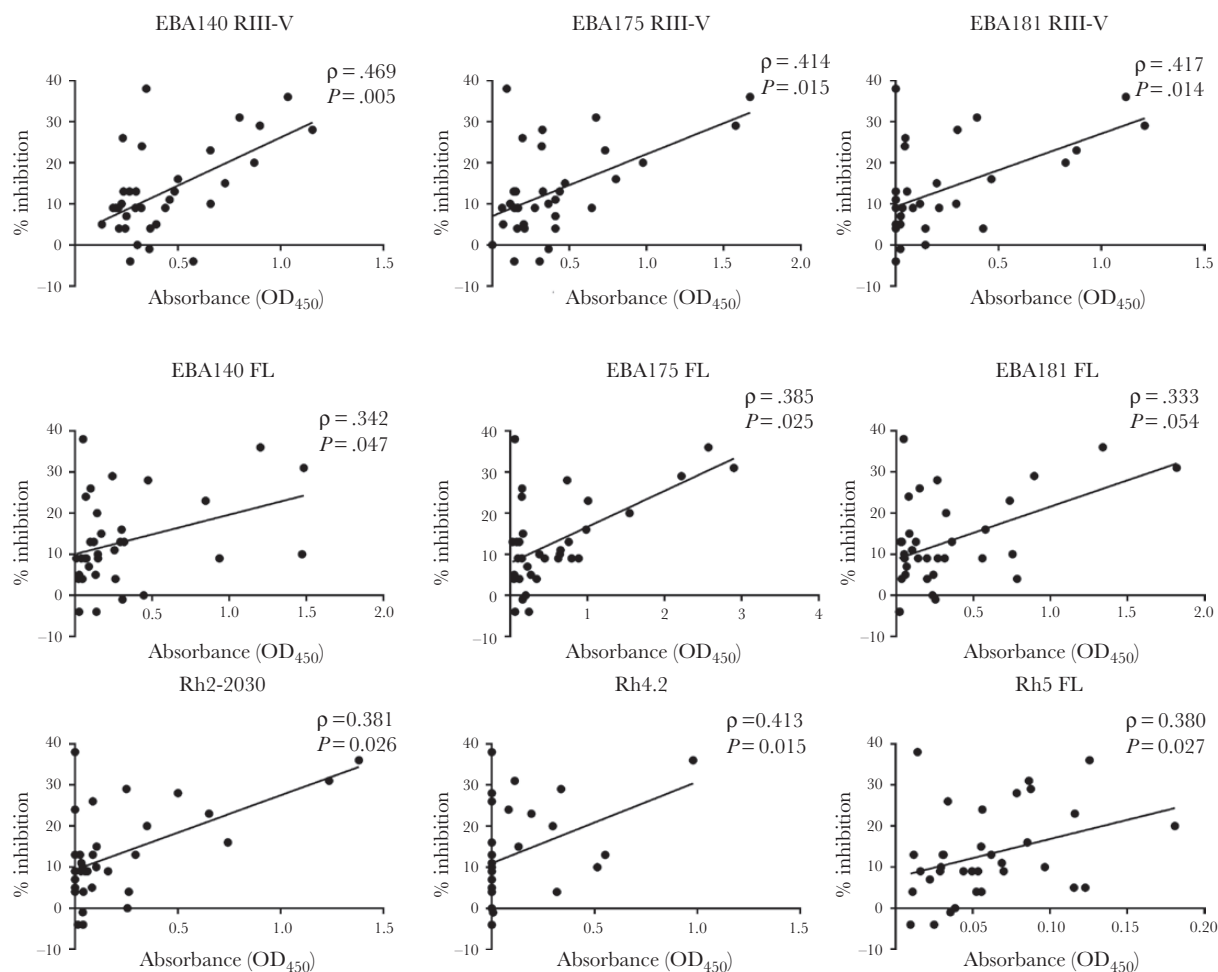 EBA140 RIII-V
EBA175 RIII-V
EBA181 RIII-V
ρ = .469
P = .005
ρ = .414
P = .015
ρ = .417
P = .014
% inhibition
40
30
20
10
0
–10
0.5
1.0
1.5
Absorbance (OD450)
% inhibition
40
30
20
10
0
–10
0.5
1.0
1.5
2.0
Absorbance (OD450)
% inhibition
40
30
20
10
0
–10
0.5
1.0
1.5
Absorbance (OD450)
EBA140 FL
EBA175 FL
EBA181 FL
ρ = .342
P = .047
ρ = .385
P = .025
ρ = .333
P = .054
% inhibition
40
30
20
10
0
–10
0.5
1.0
1.5
2.0
Absorbance (OD450)
% inhibition
40
30
20
10
0
–10
1
2
3
4
Absorbance (OD450)
% inhibition
40
30
20
10
0
–10
0.5
1.0
1.5
2.0
Absorbance (OD450)
Rh2-2030
Rh4.2
Rh5 FL
ρ = 0.381
P = 0.026
ρ = 0.413
P = 0.015
ρ = 0.380
P = 0.027
% inhibition
40
30
20
10
0
–10
0.5
1.0
1.5
Absorbance (OD450)
% inhibition
40
30
20
10
0
–10
0.5
1.0
1.5
Absorbance (OD450)
% inhibition
40
30
20
10
0
–10
0.05
0.10
0.15
0.20
Absorbance (OD450)